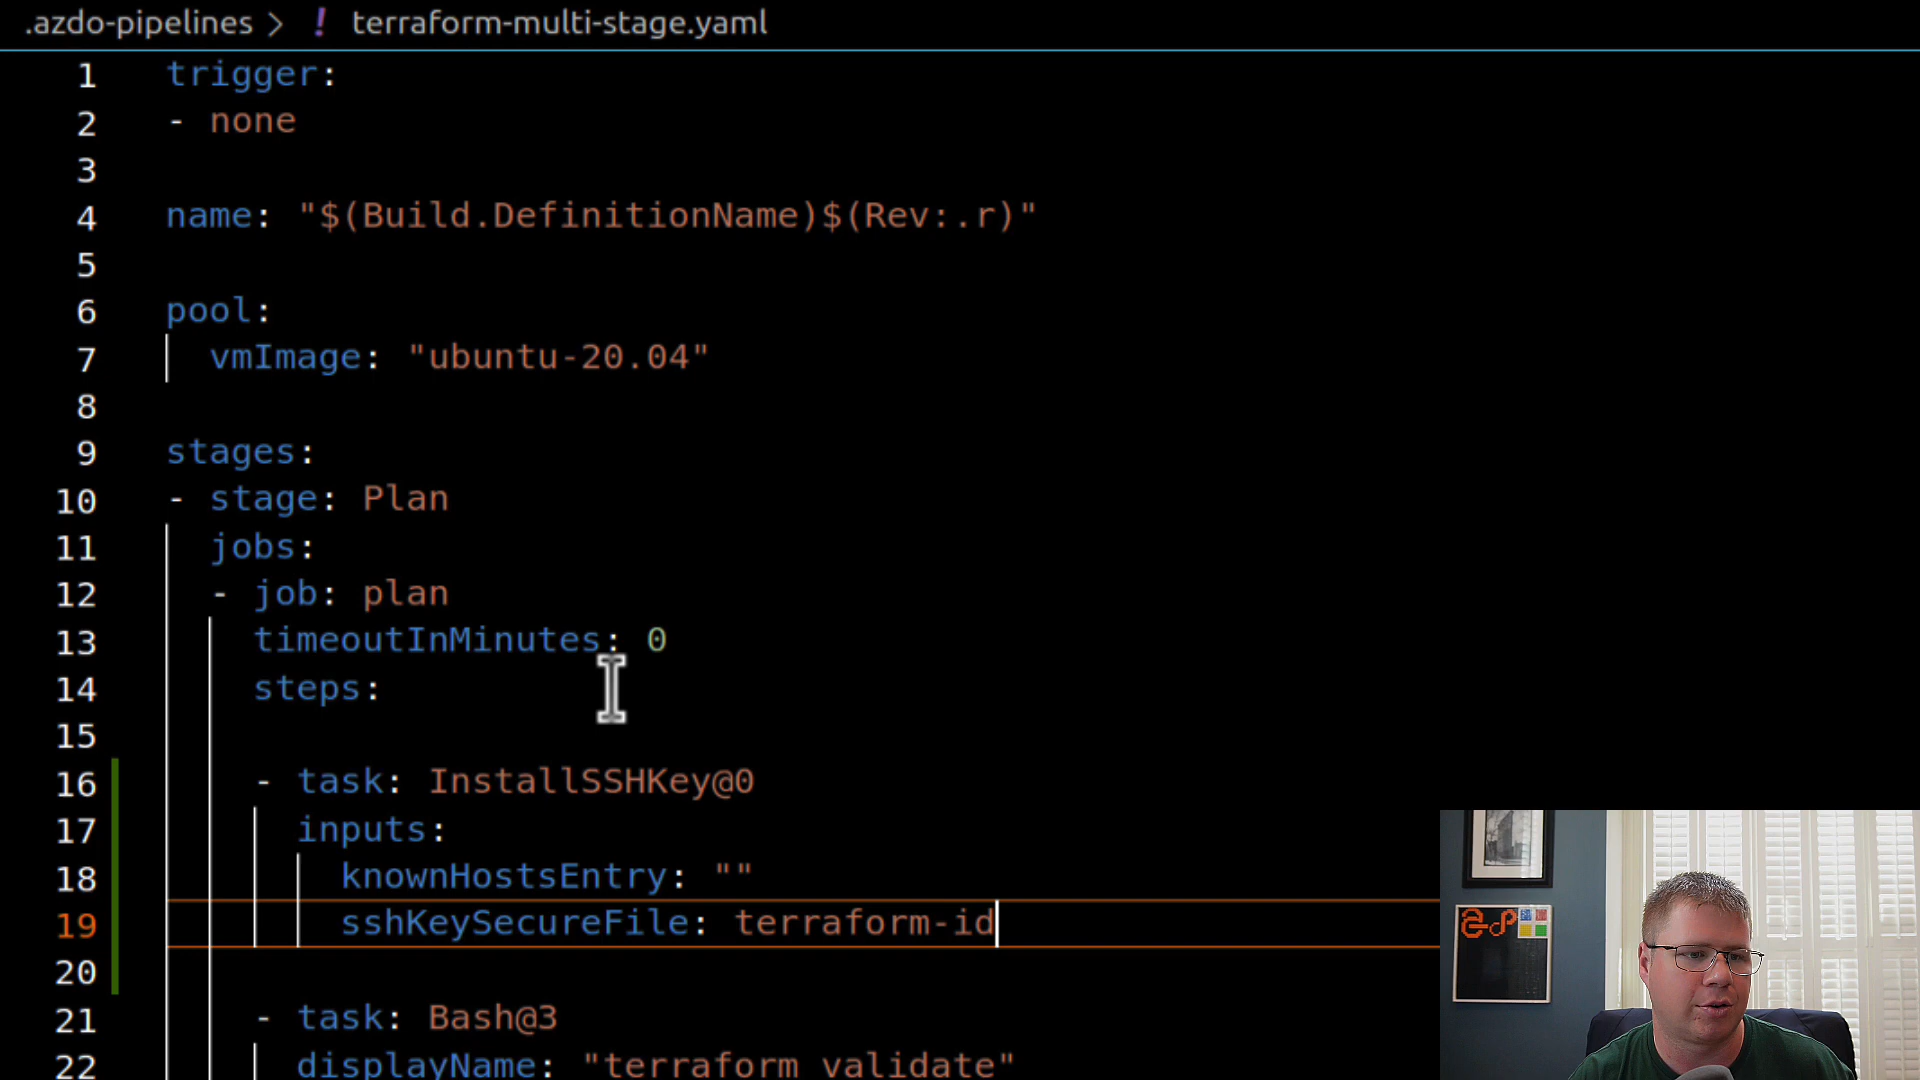 .azdo-pipelines > ! terraform-multi-stage.yaml
1 trigger:
2 - none
3
4 name: "$(Build.DefinitionName)$(Rev:.r)"
5
6 pool:
7 vmImage: "ubuntu-20.04"
8
9 stages:
10 - stage: Plan
11 jobs:
12 - job: plan
13 timeoutInMinutes: 0
14 steps:
15
16 - task: InstallSSHKey@0
17 inputs:
18 knownHostsEntry: ""
19 sshKeySecureFile: terraform-id
20
21 - task: Bash@3
22 displayName: "terraform validate"